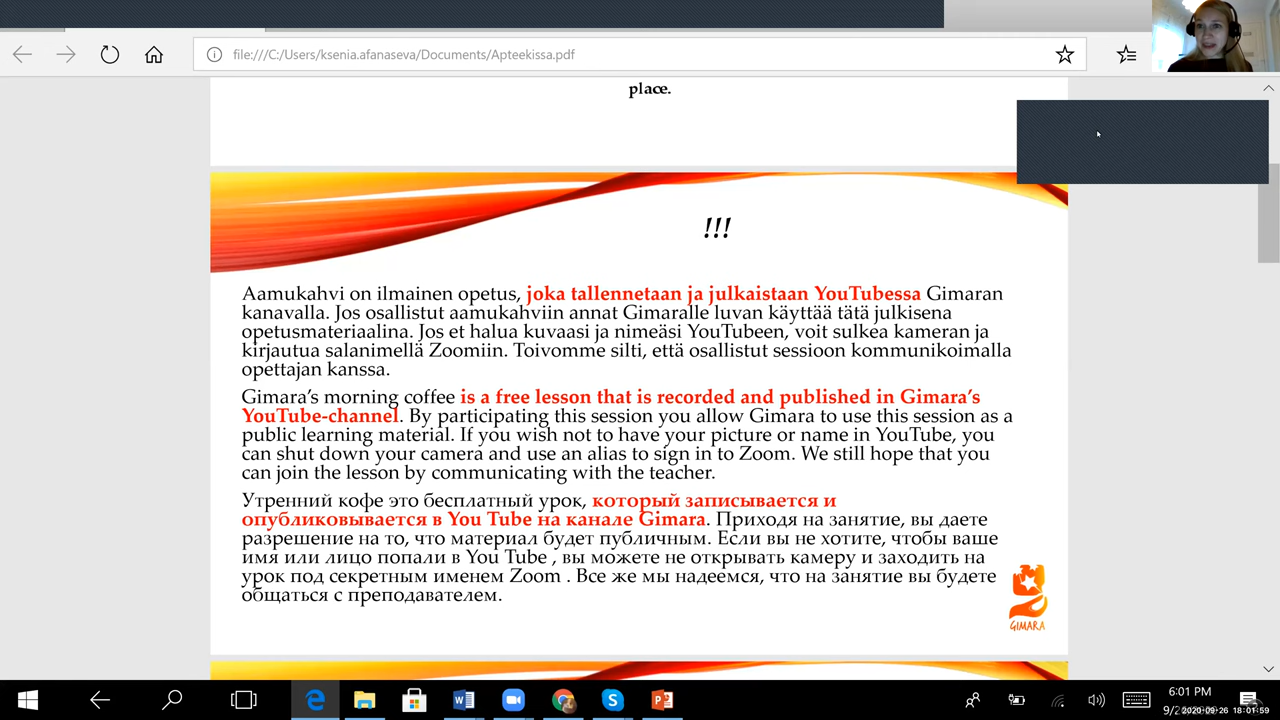 file:///C:/Users/ksenia.afanaseva/Documents/Apteekissa.pdf
place.
!!!
Aamukahvi on ilmainen opetus, joka tallennetaan ja julkaistaan YouTubessa Gimaran
kanavalla. Jos osallistut aamukahviin annat Gimaralle luvan käyttää tätä julkisena
opetusmateriaalina. Jos et halua kuvaasi ja nimeäsi YouTubeen, voit sulkea kameran ja
kirjautua salanimellä Zoomiin. Toivomme silti, että osallistut sessioon kommunikoimalla
opettajan kanssa.
Gimara’s morning coffee is a free lesson that is recorded and published in Gimara’s
YouTube-channel. By participating this session you allow Gimara to use this session as a
public learning material. If you wish not to have your picture or name in YouTube, you
can shut down your camera and use an alias to sign in to Zoom. We still hope that you
can join the lesson by communicating with the teacher.
Утренний кофе это бесплатный урок, который записывается и
опубликовывается в You Tube на канале Gimara. Приходя на занятие, вы даете
разрешение на то, что материал будет публичным. Если вы не хотите, чтобы ваше
имя или лицо попали в You Tube , вы можете не открывать камеру и заходить на
урок под секретным именем Zoom . Все же мы надеемся, что на занятие вы будете
общаться с преподавателем.
GIMARA
6:01 PM
2020-09-26 18:01:59